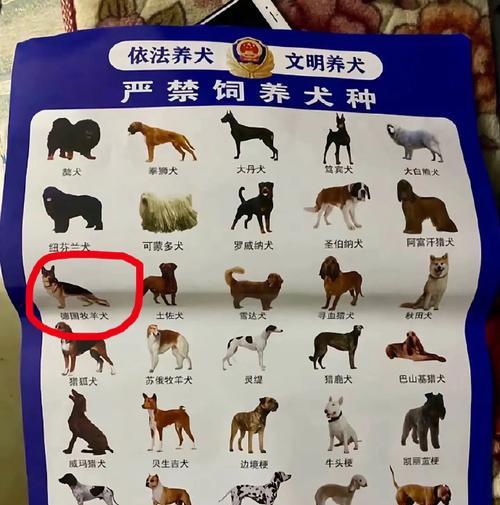 依法养犬 文明养犬
严禁饲养犬种
獒犬 拳狮犬 大丹犬 笃宾犬 大白熊犬
纽芬兰犬 可蒙多犬 罗威纳犬 圣伯纳犬 阿富汗猎犬
德国牧羊犬 土佐犬 雪达犬 寻血猎犬 秋田犬
猎狐犬 苏俄牧羊犬 灵缇 猎鹿犬 巴山基猎犬
威玛猎犬 贝生吉犬 边境梗 牛头梗 凯丽蓝梗